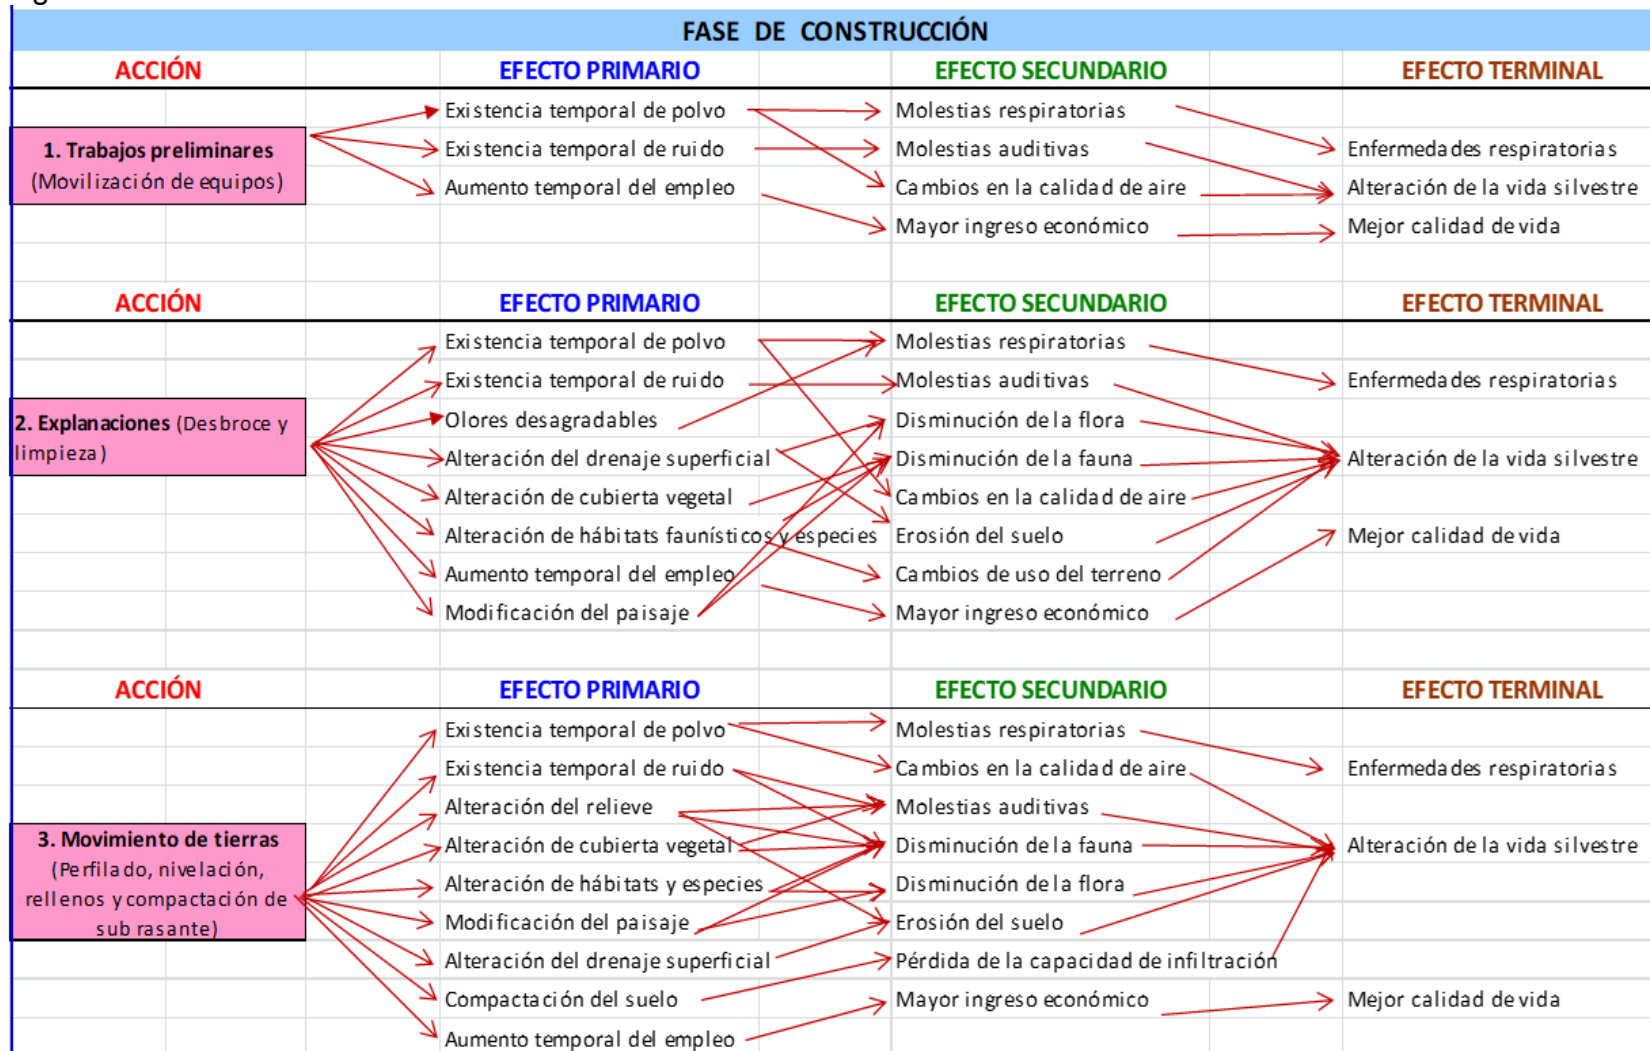 FASE DE CONSTRUCCIÓN
ACCIÓN EFECTO PRIMARIO EFECTO SECUNDARIO EFECTO TERMINAL
Existencia temporal de polvo Molestias respiratorias
1. Trabajos preliminares Existencia temporal de ruido Molestias auditivas Enfermedades respiratorias
(Movilización de equipos) Aumento temporal del empleo Cambios en la calidad de aire Alteración de la vida silvestre
Mayor ingreso económico Mejor calidad de vida
ACCIÓN EFECTO PRIMARIO EFECTO SECUNDARIO EFECTO TERMINAL
Existencia temporal de polvo Molestias respiratorias
Existencia temporal de ruido Molestias auditivas Enfermedades respiratorias
2. Explanaciones (Desbroce y Olores desagradables Disminución de la flora
limpieza) Alteración del drenaje superficial Disminución de la fauna Alteración de la vida silvestre
Alteración de cubierta vegetal Cambios en la calidad de aire
Alteración de hábitats faunísticos y especies Erosión del suelo Mejor calidad de vida
Aumento temporal del empleo Cambios de uso del terreno
Modificación del paisaje Mayor ingreso económico
ACCIÓN EFECTO PRIMARIO EFECTO SECUNDARIO EFECTO TERMINAL
Existencia temporal de polvo Molestias respiratorias
Existencia temporal de ruido Cambios en la calidad de aire Enfermedades respiratorias
Alteración del relieve Molestias auditivas
3. Movimiento de tierras Alteración de cubierta vegetal Disminución de la fauna Alteración de la vida silvestre
(Perfilado, nivelación,
rellenos y compactación de Alteración de hábitats y especies Disminución de la flora
sub rasante) Modificación del paisaje Erosión del suelo
Alteración del drenaje superficial Pérdida de la capacidad de infiltración
Compactación del suelo Mayor ingreso económico Mejor calidad de vida
Aumento temporal del empleo